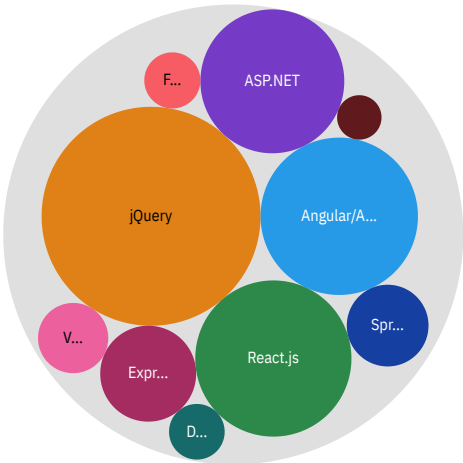 ASP.NET
F...
jQuery
Angular/A...
Spr...
V...
React.js
Expr...
D...